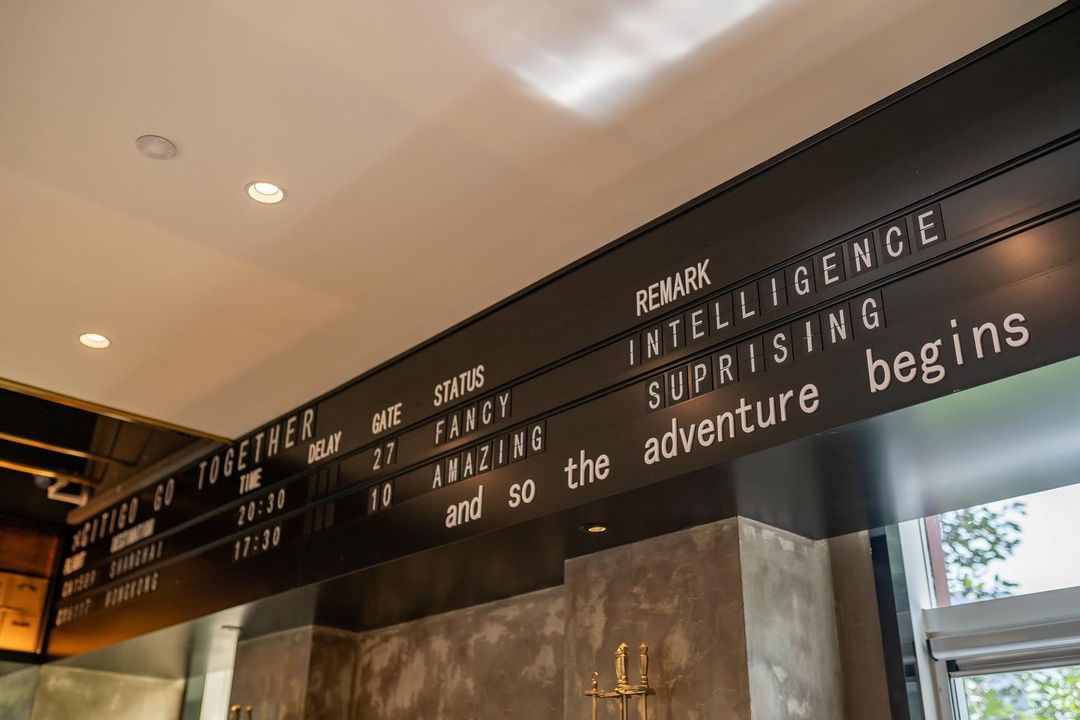 CITIGO GO TOGETHER
FLIGHT DESTINATION TIME DELAY GATE STATUS REMARK
SHANGHAI 20:30 27 FANCY INTELLIGENCE
HONGKONG 17:30 10 AMAZING SUPRISING
and so the adventure begins